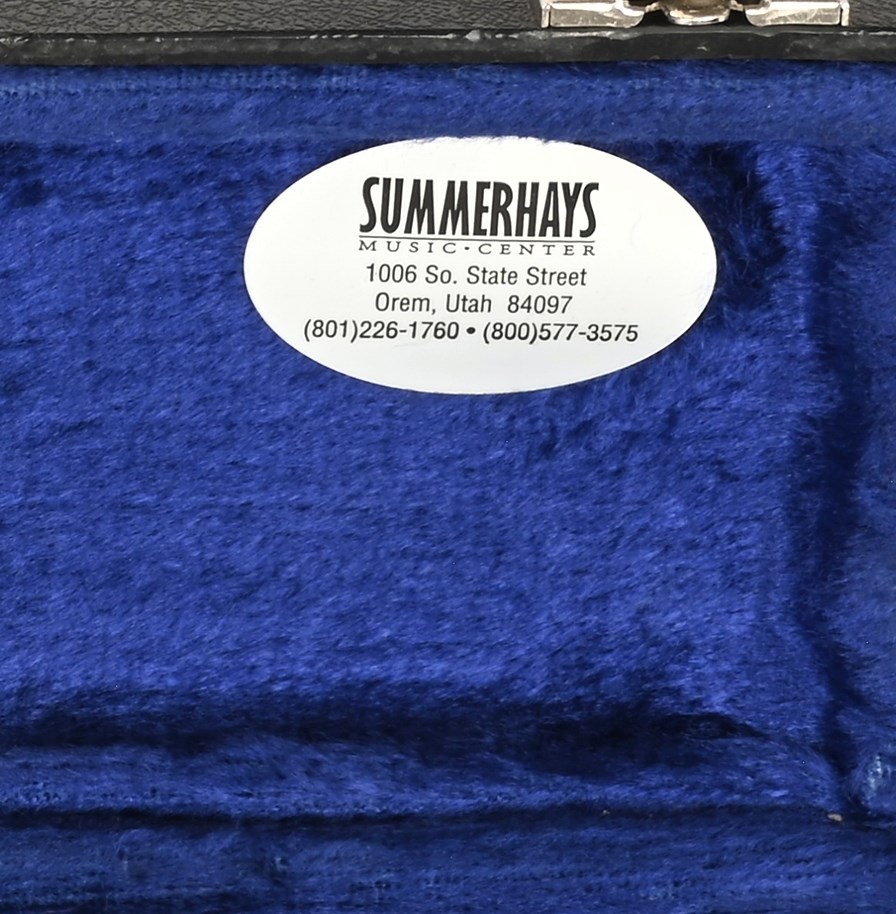 SUMMERHAYS
MUSIC•CENTER
1006 So. State Street
Orem, Utah 84097
(801)226-1760 • (800)577-3575